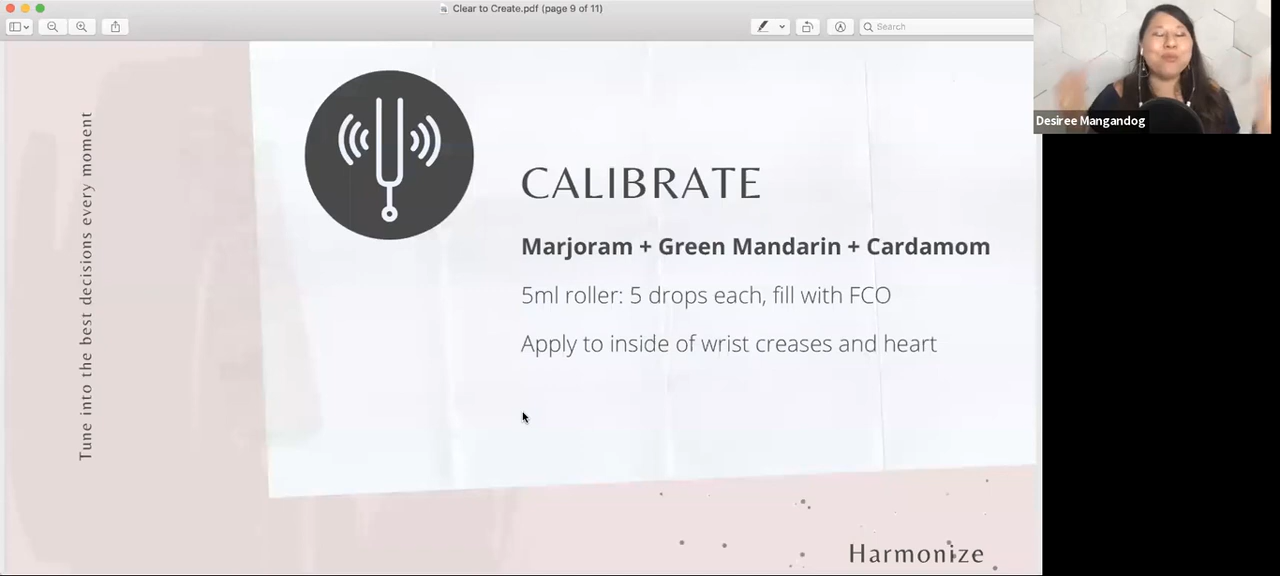 Clear to Create.pdf (page 9 of 11)
Search
Desiree Mangandog
Tune into the best decisions every moment
CALIBRATE
Marjoram + Green Mandarin + Cardamom
5ml roller: 5 drops each, fill with FCO
Apply to inside of wrist creases and heart
Harmonize